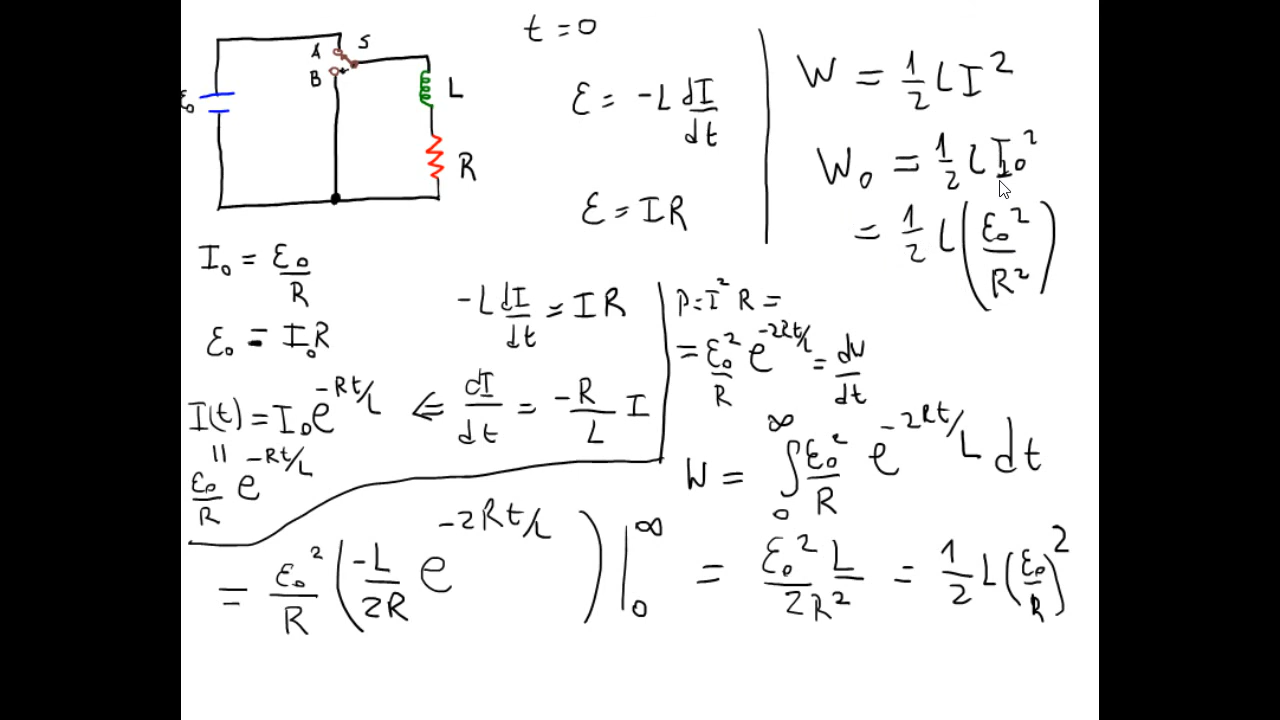 t = 0
A S
B
ε₀
L
R
ε = -L dI/dt
ε = IR
W = 1/2 L I²
W₀ = 1/2 L I₀²
= 1/2 L (ε₀²/R²)
I₀ = ε₀/R
ε₀ = I₀R
-L dI/dt = IR
I(t) = I₀e^(-Rt/L) ⇐ dI/dt = -R/L I
|| ε₀/R e^(-Rt/L)
P = I² R =
= ε₀²/R e^(-2Rt/L) = dW/dt
W = ∫₀^∞ ε₀²/R e^(-2Rt/L) dt
= ε₀²/R (-L/2R e^(-2Rt/L)) |₀^∞ = ε₀² L/2R² = 1/2 L (ε₀/R)²